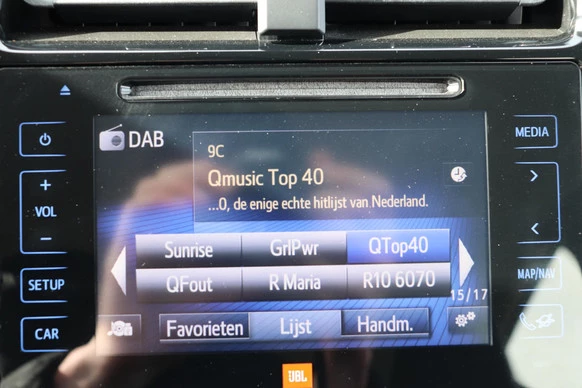 DAB
9C
Qmusic Top 40
...0, de enige echte hitlijst van Nederland.
MEDIA
+
VOL
-
SETUP
CAR
MAP/NAV
Sunrise GrlPwr QTop40
QFout R Maria R10 6070
15/17
Favorieten Lijst Handm.
JBL